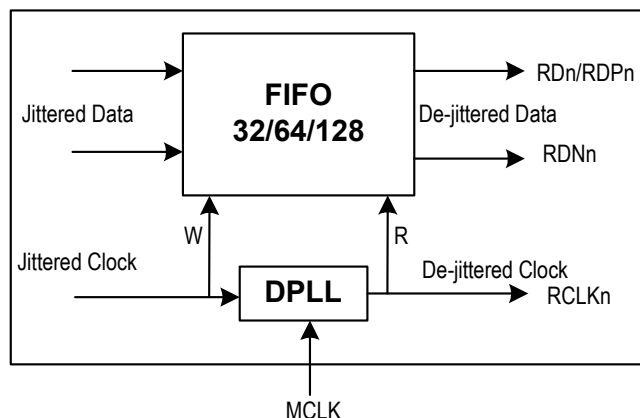 FIFO
32/64/128
Jittered Data
De-jittered Data
RDn/RDPn
RDNn
W
R
Jittered Clock
DPLL
De-jittered Clock
RCLKn
MCLK